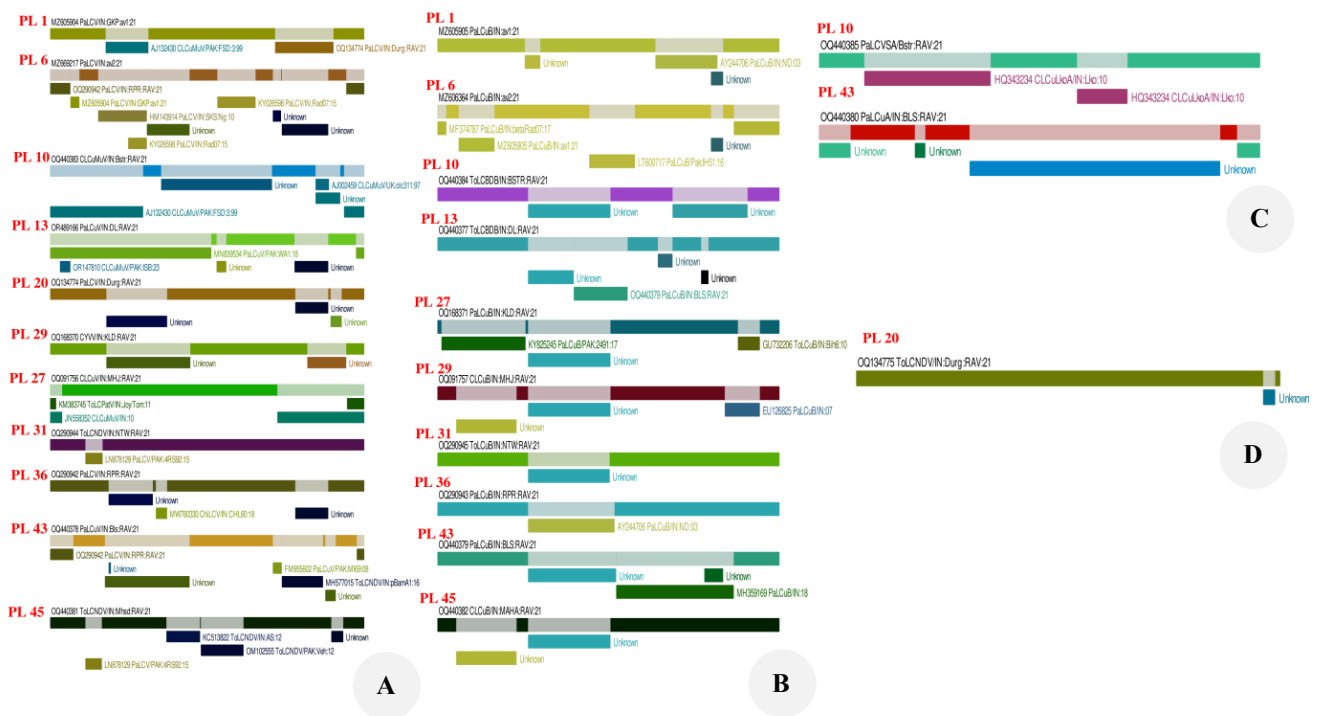 PL 1
MZ605904 PaLCV/IN:GKP:av1:21
AJ132430 CLCuMuV/PAK:FSD:3:99
OQ134774 PaLCV/IN:Durg:RAV:21
PL 6
MZ669217 PaLCV/IN:av2:21
OQ290942 PaLCV/IN:RPR:RAV:21
MZ605904 PaLCV/IN:GKP:av1:21
KY026598 PaLCV/IN:Rad07:15
HM143914 PaLCV/IN:SKS:Ng:10
Unknown
Unknown
Unknown
KY026598 PaLCV/IN:Rad07:15
PL 10
OQ440383 CLCuMuV/IN:Bstr:RAV:21
Unknown
AJ002459 CLCuMuV/UK:okr311:97
Unknown
AJ132430 CLCuMuV/PAK:FSD:3:99
PL 13
OR489166 PaLCuV/IN:DL:RAV:21
MN839534 PaLCuV/PAK:WA1:18
OR147810 CLCuMuV/PAK:ISB:23
Unknown
Unknown
PL 20
OQ134774 PaLCV/IN:Durg:RAV:21
Unknown
Unknown
Unknown
PL 29
OQ168370 CYVV/IN:KLD:RAV:21
Unknown
Unknown
PL 27
OQ091756 CLCuV/IN:MHJ:RAV:21
KM383745 ToLCPatV/IN:Joy:Tom:11
JN558352 CLCuMuV/IN:10
PL 31
OQ290944 ToLCNDV/IN:NTW:RAV:21
LN878129 PaLCV/PAK:4RS92:15
PL 36
OQ290942 PaLCV/IN:RPR:RAV:21
Unknown
MW760330 ChiLCV/IN:CHL60:18
Unknown
PL 43
OQ440378 PaLCuV/IN:Bls:RAV:21
OQ290942 PaLCV/IN:RPR:RAV:21
Unknown
FM955602 PaLCuV/PAK:MI69:08
Unknown
MH577015 ToLCNDV/IN:pBamA1:16
Unknown
PL 45
OQ440381 ToLCNDV/IN:Mhsd:RAV:21
KC513822 ToLCNDV/IN:AS:12
Unknown
OM102555 ToLCNDV/PAK:Veh:12
LN878129 PaLCV/PAK:4RS92:15
A
PL 1
MZ605905 PaLCuB/IN:av1:21
Unknown
AY244706 PaLCuB/IN:ND:03
Unknown
PL 6
MZ606364 PaLCuB/IN:av2:21
MF374787 PaLCuB/IN:betaRad07:17
MZ605905 PaLCuB/IN:av1:21
Unknown
LT600717 PaLCuB/Pak:IH51:16
PL 10
OQ440384 ToLCBDB/IN:BSTR:RAV:21
Unknown
Unknown
PL 13
OQ440377 ToLCBDB/IN:DL:RAV:21
Unknown
Unknown
OQ440379 PaLCuB/IN:BLS:RAV:21
PL 27
OQ168371 PaLCuB/IN:KLD:RAV:21
KY825245 PaLCuB/PAK:2491:17
GU732206 ToLCuB/IN:Bih6:10
Unknown
PL 29
OQ091757 CLCuB/IN:MHJ:RAV:21
Unknown
EU126825 PaLCuB/IN:07
Unknown
PL 31
OQ290945 ToLCuB/IN:NTW:RAV:21
Unknown
PL 36
OQ290943 PaLCuB/IN:RPR:RAV:21
AY244706 PaLCuB/IN:ND:03
PL 43
OQ440379 PaLCuB/IN:BLS:RAV:21
Unknown
Unknown
MH359169 PaLCuB/IN:18
PL 45
OQ440382 CLCuB/IN:MAHA:RAV:21
Unknown
Unknown
B
PL 10
OQ440385 PaLCVSA/Bstr:RAV:21
HQ343234 CLCuLkoA/IN:Lko:10
HQ343234 CLCuLkoA/IN:Lko:10
PL 43
OQ440380 PaLCuA/IN:BLS:RAV:21
Unknown
Unknown
Unknown
C
PL 20
OQ134775 ToLCNDV/IN:Durg:RAV:21
Unknown
D